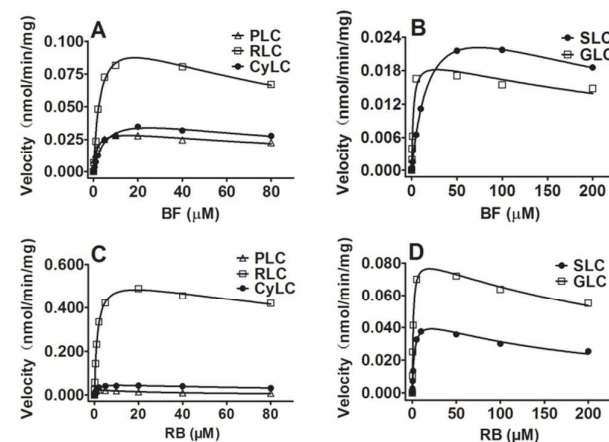 A
PLC
RLC
CyLC
0.100
0.075
0.050
0.025
0.000
0 20 40 60 80
BF (μM)
Velocity (nmol/min/mg)
B
SLC
GLC
0.024
0.018
0.012
0.006
0.000
0 50 100 150 200
BF (μM)
Velocity (nmol/min/mg)
C
PLC
RLC
CyLC
0.600
0.400
0.200
0.000
0 20 40 60 80
RB (μM)
Velocity (nmol/min/mg)
D
SLC
GLC
0.080
0.060
0.040
0.020
0.000
0 50 100 150 200
RB (μM)
Velocity (nmol/min/mg)